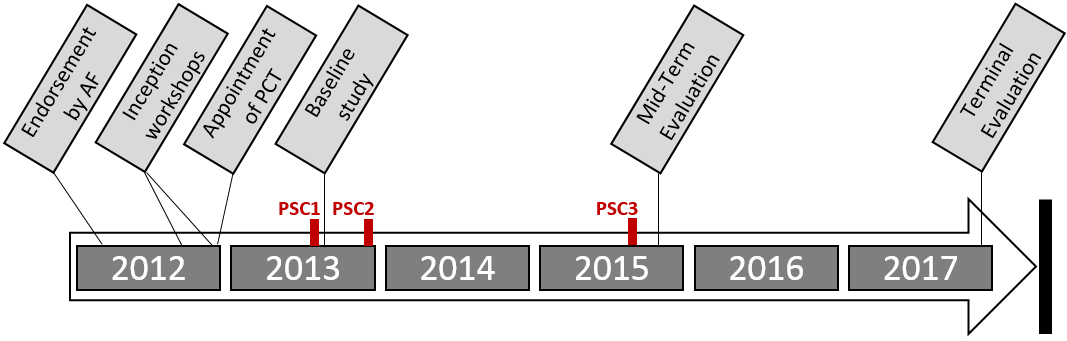 Endorsement
by AF
Inception
workshops
Appointment
of PCT
Baseline
study
Mid-Term
Evaluation
Terminal
Evaluation
PSC1
PSC2
PSC3
2012
2013
2014
2015
2016
2017